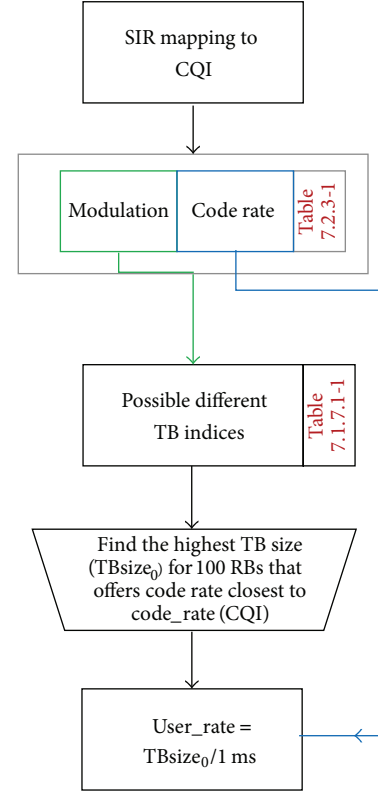 SIR mapping to
CQI
Modulation
Code rate
Table
7.2.3-1
Possible different
TB indices
Table
7.1.7.1-1
Find the highest TB size
(TBsize₀) for 100 RBs that
offers code rate closest to
code_rate (CQI)
User_rate =
TBsize₀/1 ms